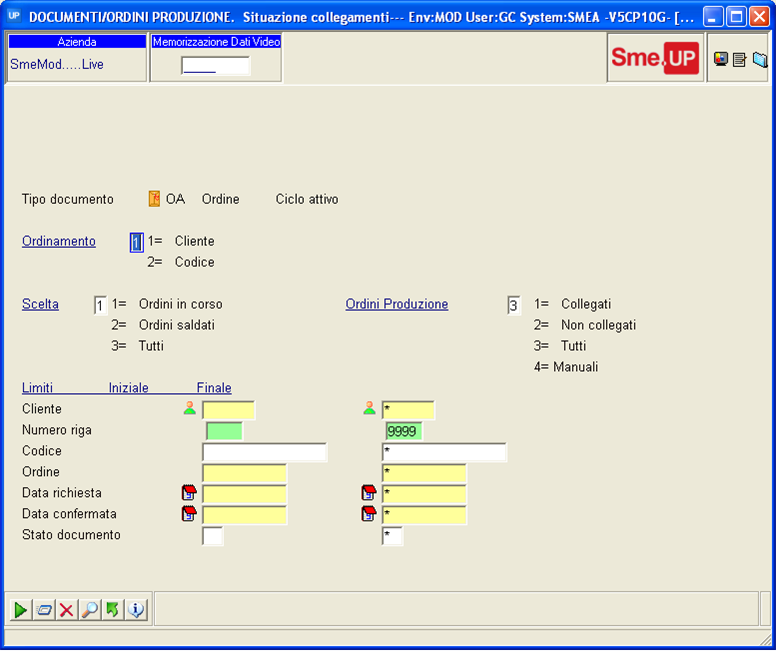 UP DOCUMENTI/ORDINI PRODUZIONE. Situazione collegamenti--- Env:MOD User:GC System:SMEA -V5CP10G- [...
Azienda
SmeMod.....Live
Memorizzazione Dati Video
Sme.UP
Tipo documento OA Ordine Ciclo attivo
Ordinamento 1 1= Cliente
2= Codice
Scelta 1 1= Ordini in corso Ordini Produzione 3 1= Collegati
2= Ordini saldati 2= Non collegati
3= Tutti 3= Tutti
4= Manuali
Limiti Iniziale Finale
Cliente *
Numero riga 9999
Codice *
Ordine *
Data richiesta *
Data confermata *
Stato documento *